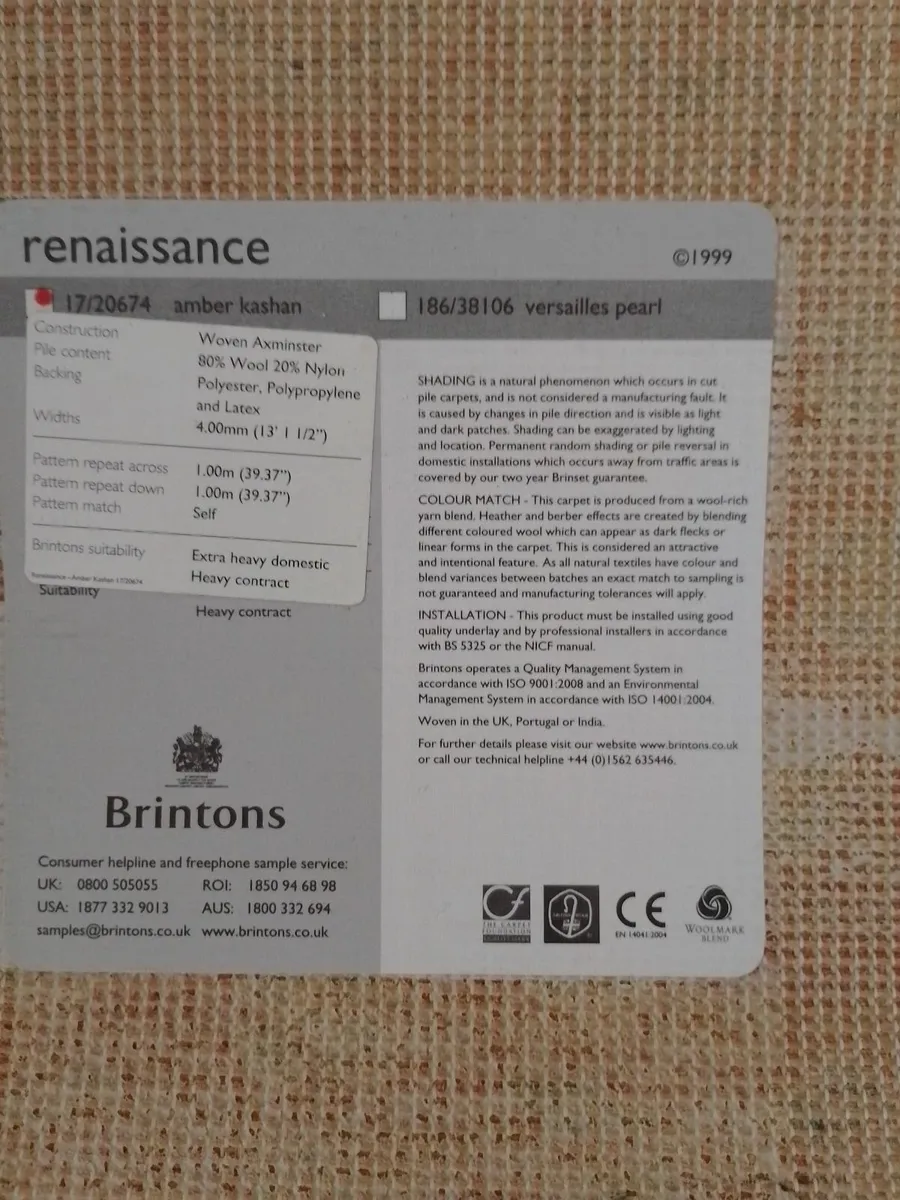 renaissance
©1999
17/20674 amber kashan
186/38106 versailles pearl
Construction Woven Axminster
Pile content 80% Wool 20% Nylon
Backing Polyester, Polypropylene
and Latex
Widths 4.00mm (13' 1 1/2")
Pattern repeat across 1.00m (39.37")
Pattern repeat down 1.00m (39.37")
Pattern match Self
Brintons suitability Extra heavy domestic
Heavy contract
Renaissance - Amber Kashan 17/20674
Suitability
Heavy contract
SHADING is a natural phenomenon which occurs in cut
pile carpets, and is not considered a manufacturing fault. It
is caused by changes in pile direction and is visible as light
and dark patches. Shading can be exaggerated by lighting
and location. Permanent random shading or pile reversal in
domestic installations which occurs away from traffic areas is
covered by our two year Brinset guarantee.
COLOUR MATCH - This carpet is produced from a wool-rich
yarn blend. Heather and berber effects are created by blending
different coloured wool which can appear as dark flecks or
linear forms in the carpet. This is considered an attractive
and intentional feature. As all natural textiles have colour and
blend variances between batches an exact match to sampling is
not guaranteed and manufacturing tolerances will apply.
INSTALLATION - This product must be installed using good
quality underlay and by professional installers in accordance
with BS 5325 or the NICF manual.
Brintons operates a Quality Management System in
accordance with ISO 9001:2008 and an Environmental
Management System in accordance with ISO 14001:2004.
Woven in the UK, Portugal or India.
For further details please visit our website www.brintons.co.uk
or call our technical helpline +44 (0)1562 635446.
Brintons
Consumer helpline and freephone sample service:
UK: 0800 505055 ROI: 1850 94 68 98
USA: 1877 332 9013 AUS: 1800 332 694
samples@brintons.co.uk www.brintons.co.uk
Cf
THE CARPET
FOUNDATION
CE
EN 14041:2004
WOOLMARK
BLEND